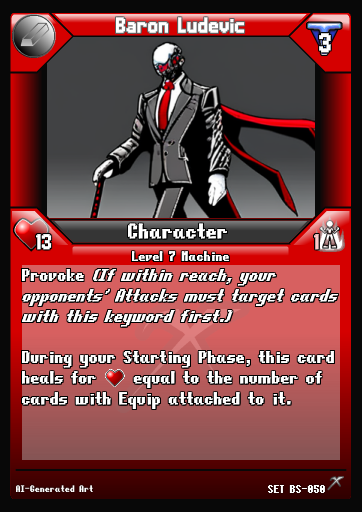 Baron Ludevic
3
Character
13
1
Level 7 Machine
Provoke (If within reach, your
opponents' Attacks must target cards
with this keyword first.)
During your Starting Phase, this card
heals for equal to the number of
cards with Equip attached to it.
AI-Generated Art
SET BS-050